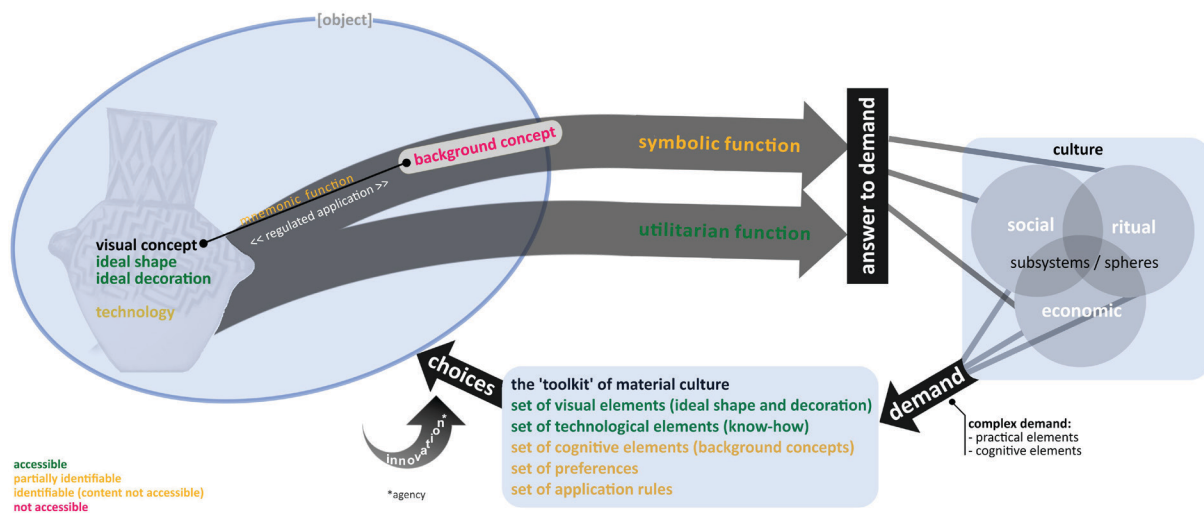 [object]
background concept
mnemonic function
<< regulated application >>
visual concept
ideal shape
ideal decoration
technology
symbolic function
utilitarian function
answer to demand
culture
social
ritual
subsystems / spheres
economic
demand
complex demand:
- practical elements
- cognitive elements
the 'toolkit' of material culture
set of visual elements (ideal shape and decoration)
set of technological elements (know-how)
set of cognitive elements (background concepts)
set of preferences
set of application rules
choices
innovation*
*agency
accessible
partially identifiable
identifiable (content not accessible)
not accessible